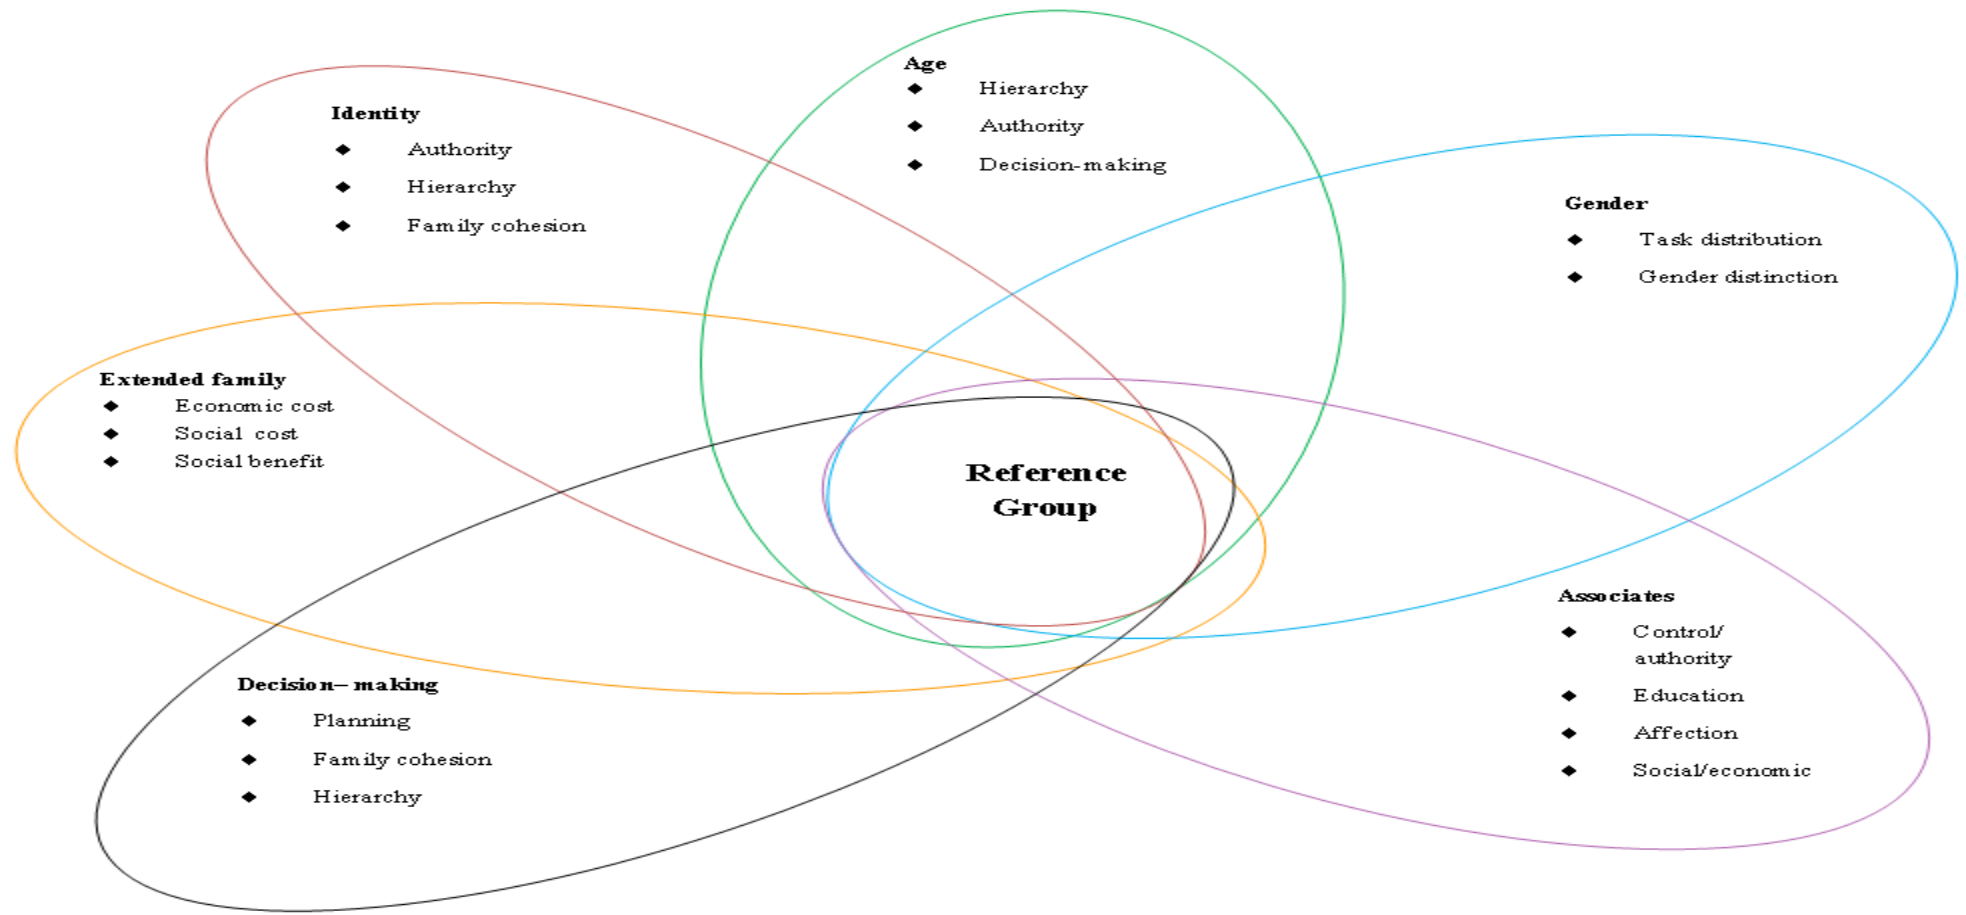 Age
◆ Hierarchy
◆ Authority
◆ Decision-making
Identity
◆ Authority
◆ Hierarchy
◆ Family cohesion
Gender
◆ Task distribution
◆ Gender distinction
Extended family
◆ Economic cost
◆ Social cost
◆ Social benefit
Reference
Group
Associates
◆ Control/
authority
◆ Education
◆ Affection
◆ Social/economic
Decision– making
◆ Planning
◆ Family cohesion
◆ Hierarchy